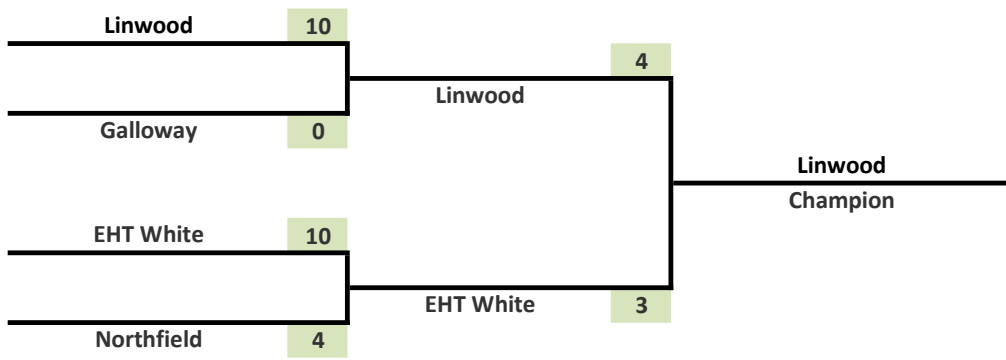 Linwood 10
4
Linwood
Galloway 0
Linwood
Champion
EHT White 10
EHT White 3
Northfield 4